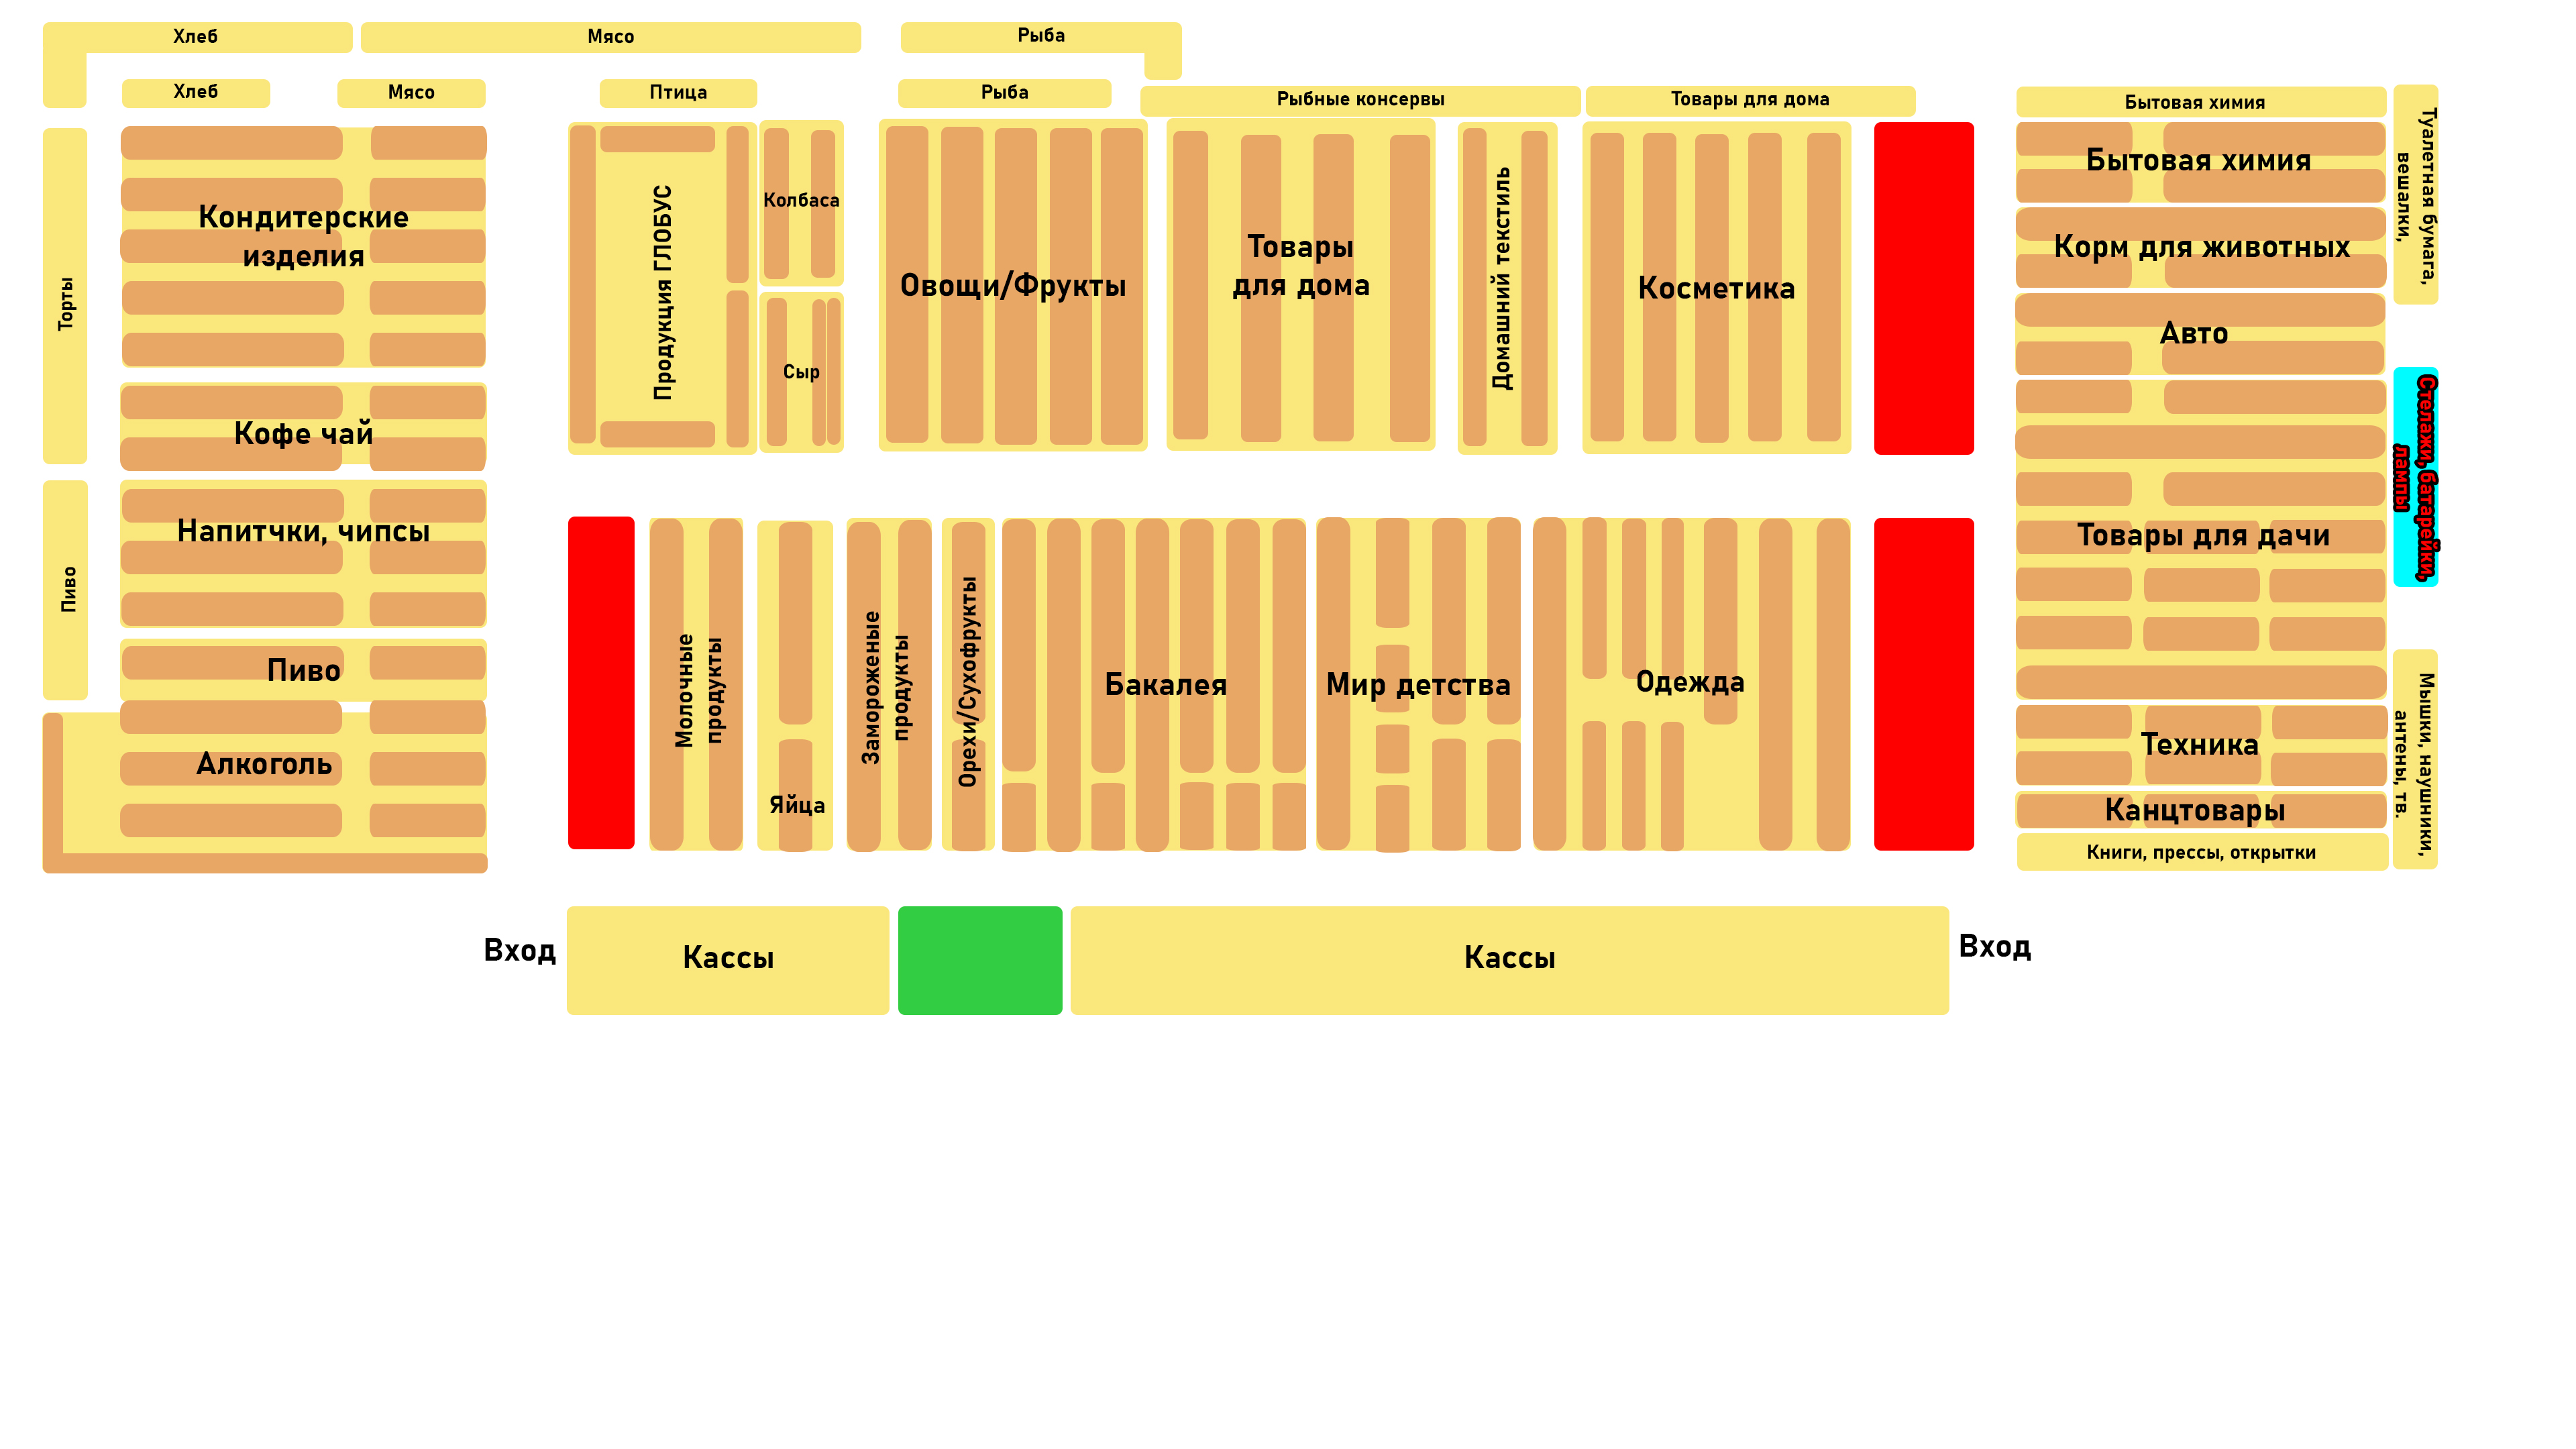 Хлеб
Мясо
Рыба
Хлеб
Мясо
Птица
Рыба
Рыбные консервы
Товары для дома
Бытовая химия
Туалетная бумага,
вешалки,
Торты
Кондитерские
изделия
Продукция ГЛОБУС
Колбаса
Сыр
Овощи/Фрукты
Товары
для дома
Домашний текстиль
Косметика
Бытовая химия
Корм для животных
Авто
Стелажи, батарейки,
лампы
Кофе чай
Напитчки, чипсы
Пиво
Пиво
Алкоголь
Молочные
продукты
Яйца
Замороженые
продукты
Орехи/Сухофрукты
Бакалея
Мир детства
Одежда
Товары для дачи
Техника
Канцтовары
Книги, прессы, открытки
Мышки, наушники,
антены, тв.
Вход
Кассы
Кассы
Вход